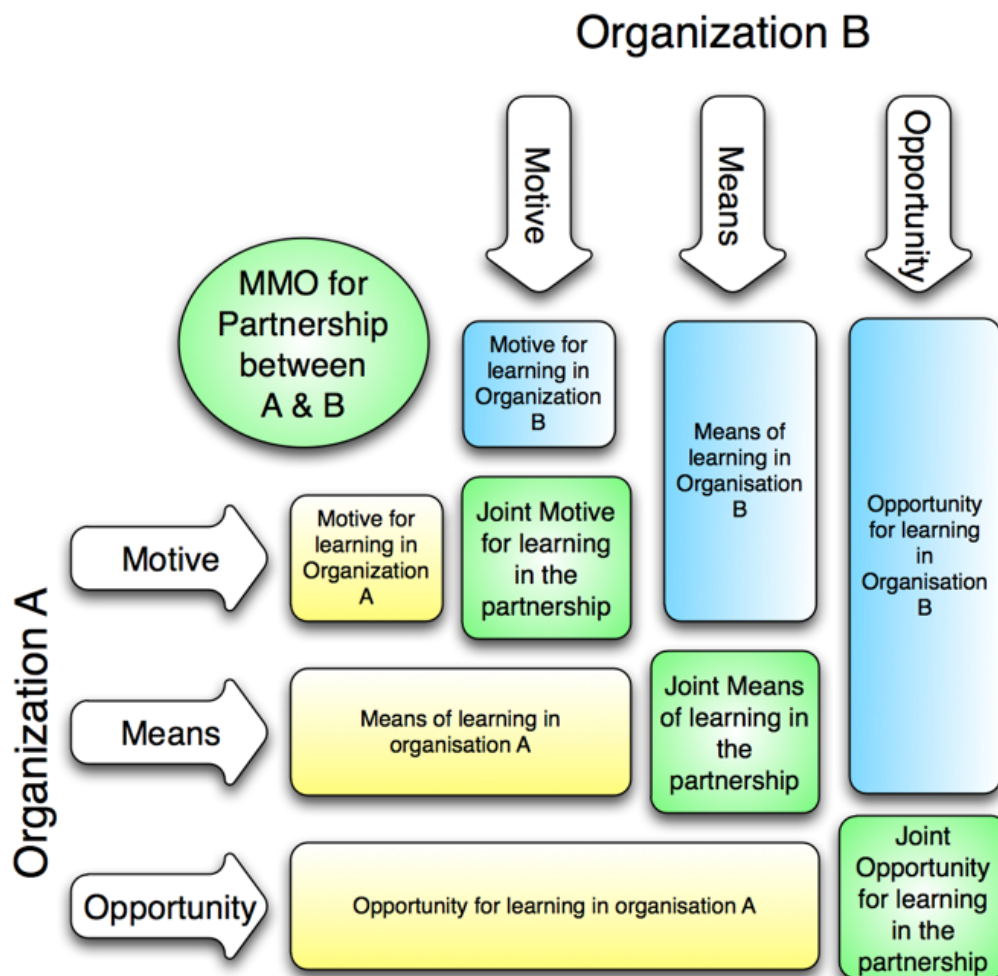 Organization B
Motive
Means
Opportunity
MMO for
Partnership
between
A & B
Motive for
learning in
Organization
B
Means of
learning in
Organisation
B
Opportunity
for learning
in
Organisation
B
Organization A
Motive
Motive for
learning in
Organization
A
Joint Motive
for learning
in the
partnership
Means
Means of learning in
organisation A
Joint Means
of learning in
the
partnership
Opportunity
Opportunity for learning in organisation A
Joint
Opportunity
for learning
in the
partnership